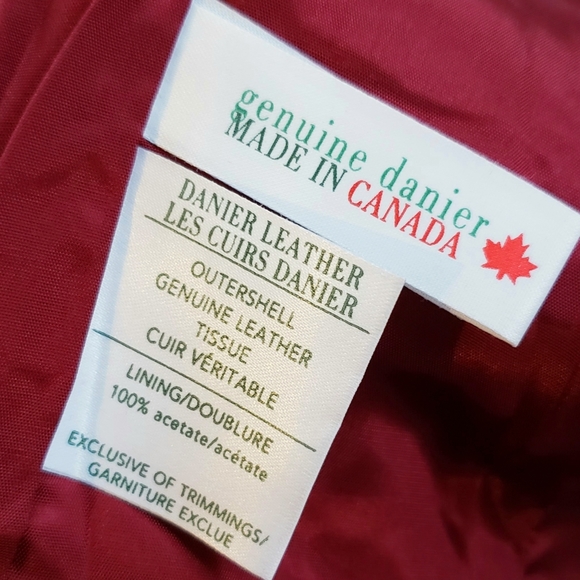 genuine danier
MADE IN CANADA
DANIER LEATHER
LES CUIRS DANIER
OUTERSHELL
GENUINE LEATHER
TISSUE
CUIR VÉRITABLE
LINING/DOUBLURE
100% acetate/acétate
EXCLUSIVE OF TRIMMINGS/
GARNITURE EXCLUE